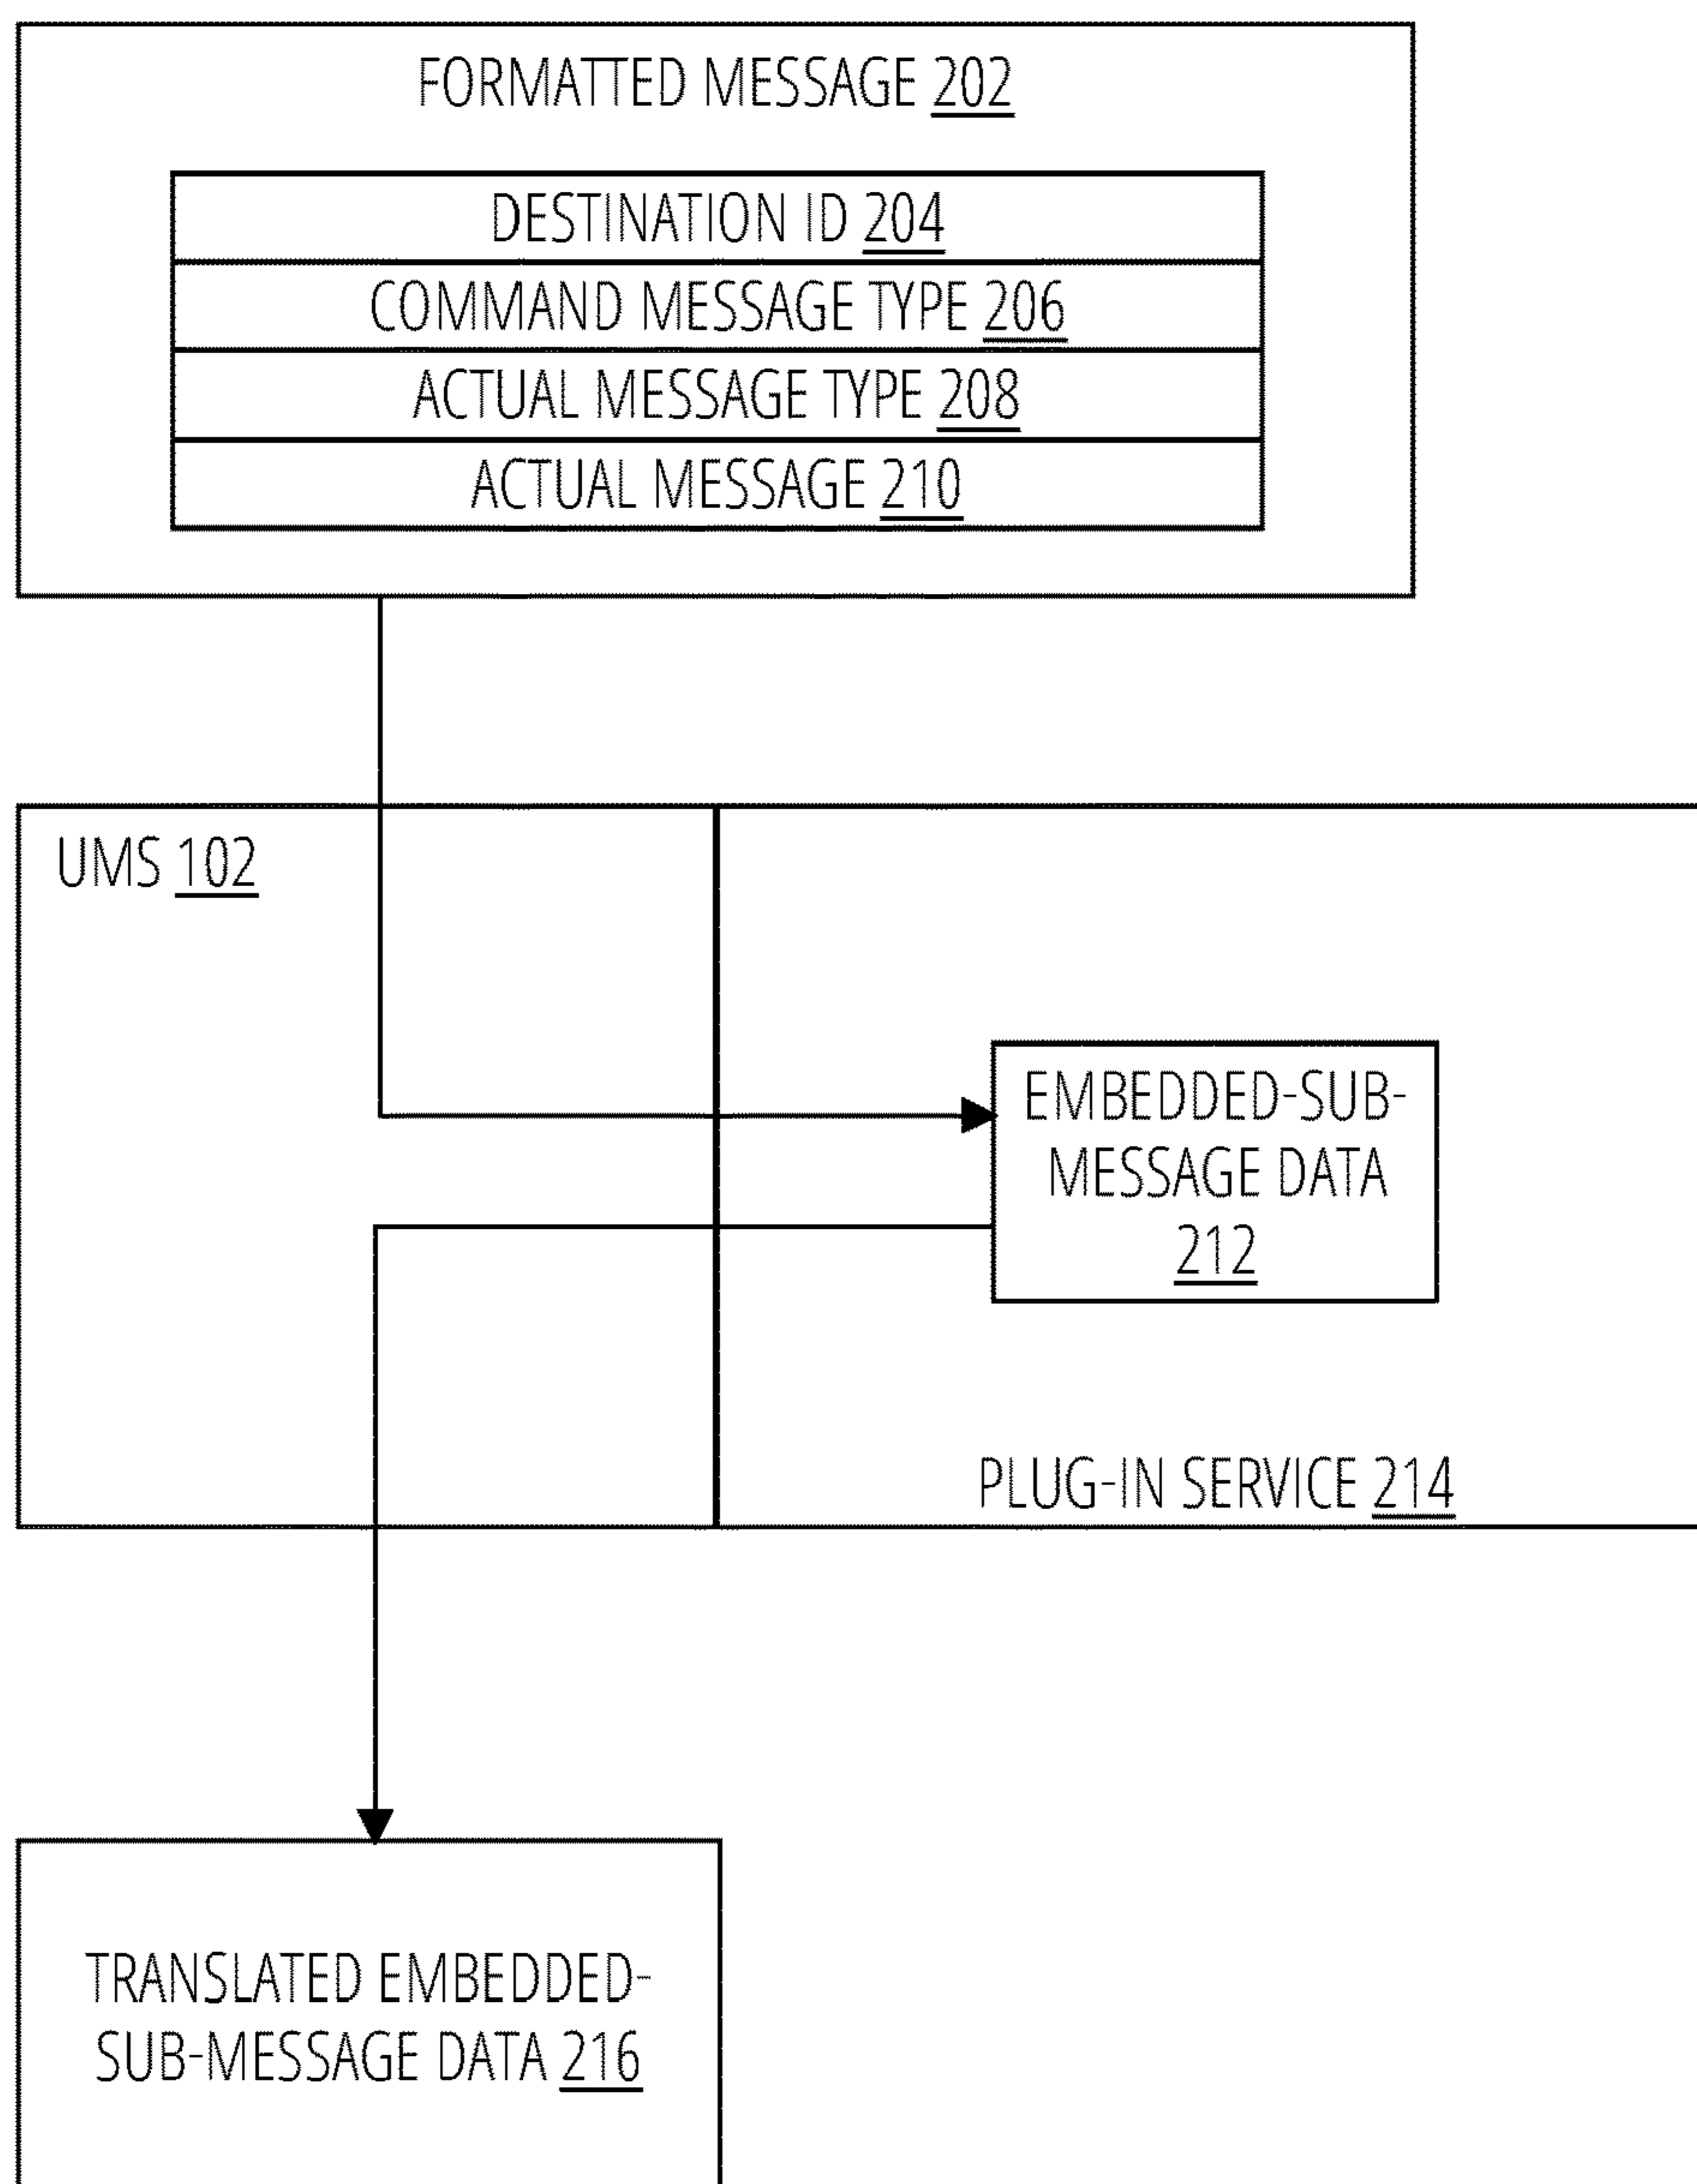 FORMATTED MESSAGE 202
DESTINATION ID 204
COMMAND MESSAGE TYPE 206
ACTUAL MESSAGE TYPE 208
ACTUAL MESSAGE 210
UMS 102
EMBEDDED-SUB-
MESSAGE DATA
212
PLUG-IN SERVICE 214
TRANSLATED EMBEDDED-
SUB-MESSAGE DATA 216